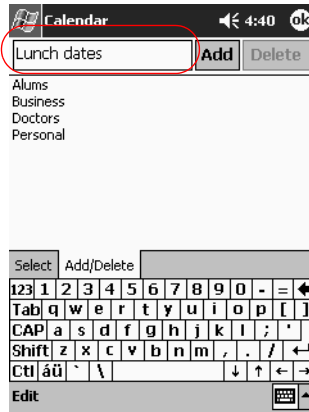 Calendar 4:40 ok
Lunch dates Add Delete
Alums
Business
Doctors
Personal
Select Add/Delete
123 1 2 3 4 5 6 7 8 9 0 - =
Tab q w e r t y u i o p [ ]
CAP a s d f g h j k l ; '
Shift z x c v b n m , . /
Ctl áü ` \
Edit